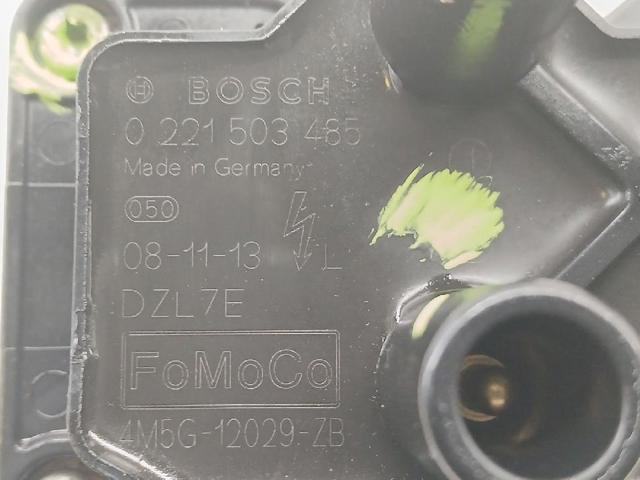 BOSCH
0 221 503 485
Made in Germany
050
08-11-13 L
DZL7E
FoMoCo
4M5G-12029-ZB